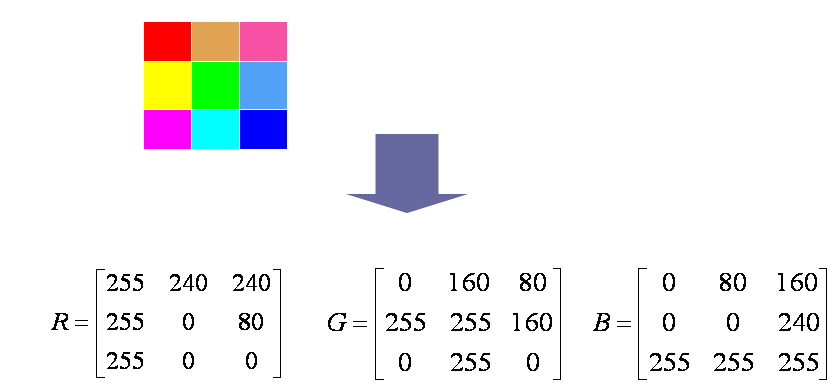 R = [255 240 240
255 0 80
255 0 0]
G = [0 160 80
255 255 160
0 255 0]
B = [0 80 160
0 0 240
255 255 255]